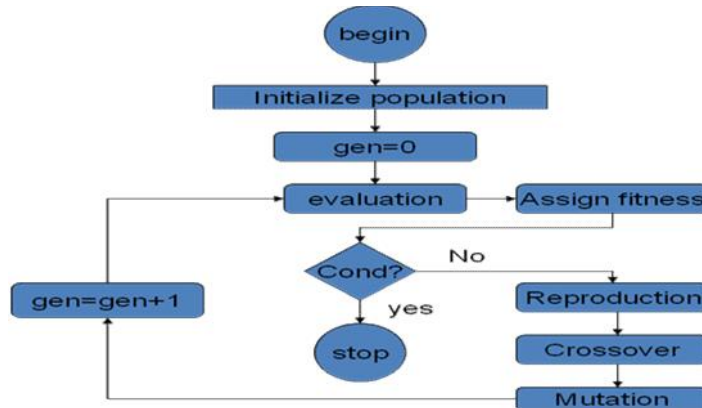 begin
Initialize population
gen=0
evaluation
Assign fitness
Cond?
No
yes
stop
Reproduction
Crossover
Mutation
gen=gen+1